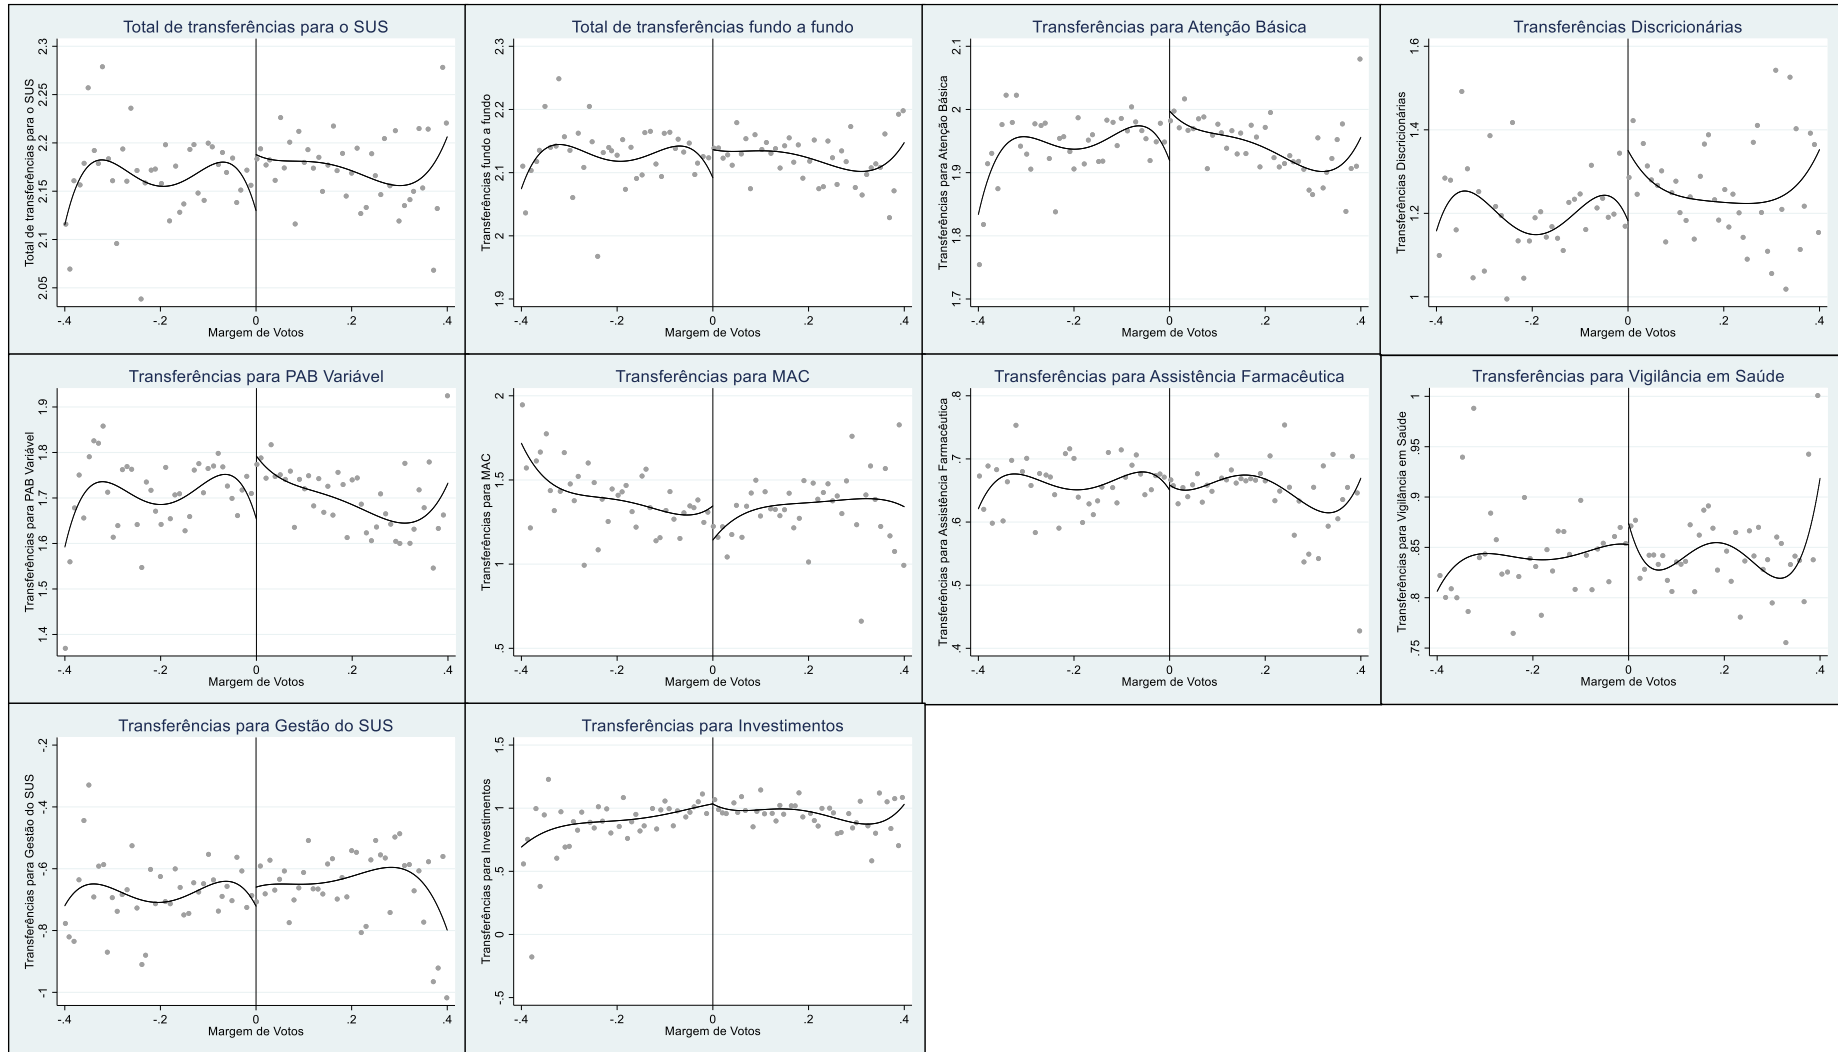 Total de transferências para o SUS
Total de transferências para o SUS
2.3
2.25
2.2
2.15
2.1
2.05
-.4 -.2 0 .2 .4
Margem de Votos
Total de transferências fundo a fundo
Transferências fundo a fundo
2.3
2.2
2.1
2
1.9
-.4 -.2 0 .2 .4
Margem de Votos
Transferências para Atenção Básica
Transferências para Atenção Básica
2.1
2
1.9
1.8
1.7
-.4 -.2 0 .2 .4
Margem de Votos
Transferências Discricionárias
Transferências Discricionárias
1.6
1.4
1.2
1
-.4 -.2 0 .2 .4
Margem de Votos
Transferências para PAB Variável
Transferências para PAB Variável
1.9
1.8
1.7
1.6
1.5
1.4
-.4 -.2 0 .2 .4
Margem de Votos
Transferências para MAC
Transferências para MAC
2
1.5
1
.5
-.4 -.2 0 .2 .4
Margem de Votos
Transferências para Assistência Farmacêutica
Transferências para Assistência Farmacêutica
.8
.7
.6
.5
.4
-.4 -.2 0 .2 .4
Margem de Votos
Transferências para Vigilância em Saúde
Transferências para Vigilância em Saúde
1
.95
.9
.85
.8
.75
-.4 -.2 0 .2 .4
Margem de Votos
Transferências para Gestão do SUS
Transferências para Gestão do SUS
-.2
-.4
-.6
-.8
-1
-.4 -.2 0 .2 .4
Margem de Votos
Transferências para Investimentos
Transferências para Investimentos
1.5
1
.5
0
-.5
-.4 -.2 0 .2 .4
Margem de Votos